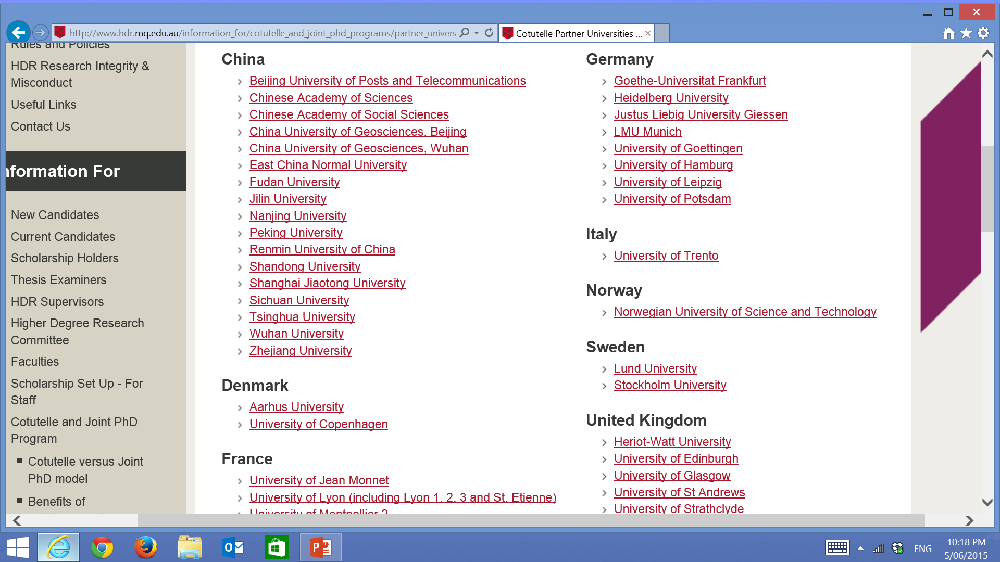 http://www.hdr.mq.edu.au/information_for/cotutelle_and_joint_phd_programs/partner_univers
Cotutelle Partner Universities ...
Rules and Policies
HDR Research Integrity &
Misconduct
Useful Links
Contact Us
nformation For
New Candidates
Current Candidates
Scholarship Holders
Thesis Examiners
HDR Supervisors
Higher Degree Research
Committee
Faculties
Scholarship Set Up - For
Staff
Cotutelle and Joint PhD
Program
Cotutelle versus Joint
PhD model
Benefits of
China
Beijing University of Posts and Telecommunications
Chinese Academy of Sciences
Chinese Academy of Social Sciences
China University of Geosciences, Beijing
China University of Geosciences, Wuhan
East China Normal University
Fudan University
Jilin University
Nanjing University
Peking University
Renmin University of China
Shandong University
Shanghai Jiaotong University
Sichuan University
Tsinghua University
Wuhan University
Zhejiang University
Denmark
Aarhus University
University of Copenhagen
France
University of Jean Monnet
University of Lyon (including Lyon 1, 2, 3 and St. Etienne)
University of Montpellier 2
Germany
Goethe-Universitat Frankfurt
Heidelberg University
Justus Liebig University Giessen
LMU Munich
University of Goettingen
University of Hamburg
University of Leipzig
University of Potsdam
Italy
University of Trento
Norway
Norwegian University of Science and Technology
Sweden
Lund University
Stockholm University
United Kingdom
Heriot-Watt University
University of Edinburgh
University of Glasgow
University of St Andrews
University of Strathclyde
ENG
10:18 PM
5/06/2015